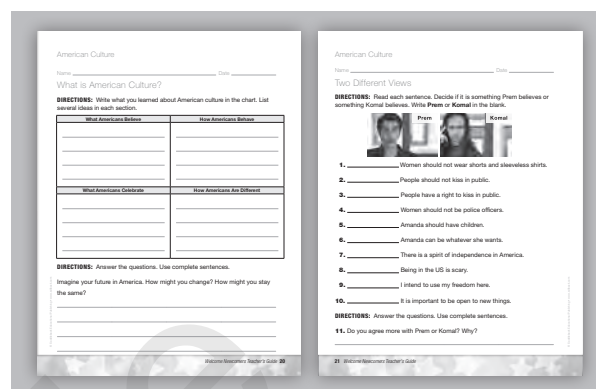 American Culture
Name Date
What is American Culture?
DIRECTIONS: Write what you learned about American culture in the chart. List
several ideas in each section.
What Americans Believe
How Americans Behave
What Americans Celebrate
How Americans Are Different
DIRECTIONS: Answer the questions. Use complete sentences.
Imagine your future in America. How might you change? How might you stay
the same?
Welcome Newcomers Teacher's Guide 20
American Culture
Name Date
Two Different Views
DIRECTIONS: Read each sentence. Decide if it is something Prem believes or
something Komal believes. Write Prem or Komal in the blank.
Prem
Komal
1. Women should not wear shorts and sleeveless shirts.
2. People should not kiss in public.
3. People have a right to kiss in public.
4. Women should not be police officers.
5. Amanda should have children.
6. Amanda can be whatever she wants.
7. There is a spirit of independence in America.
8. Being in the US is scary.
9. I intend to use my freedom here.
10. It is important to be open to new things.
DIRECTIONS: Answer the questions. Use complete sentences.
11. Do you agree more with Prem or Komal? Why?
21 Welcome Newcomers Teacher's Guide